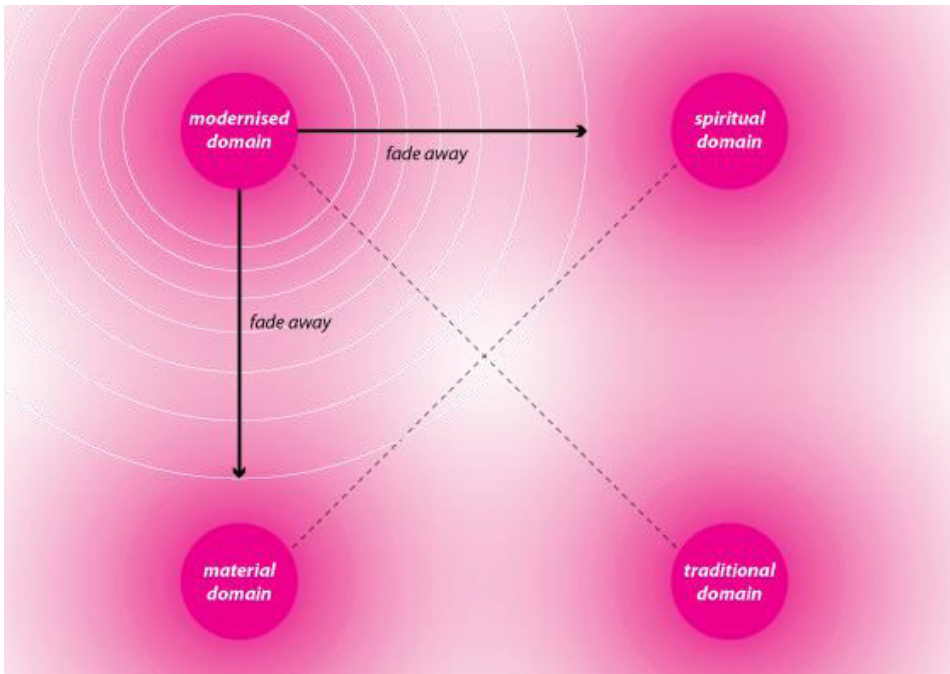 modernised
domain
spiritual
domain
fade away
fade away
material
domain
traditional
domain